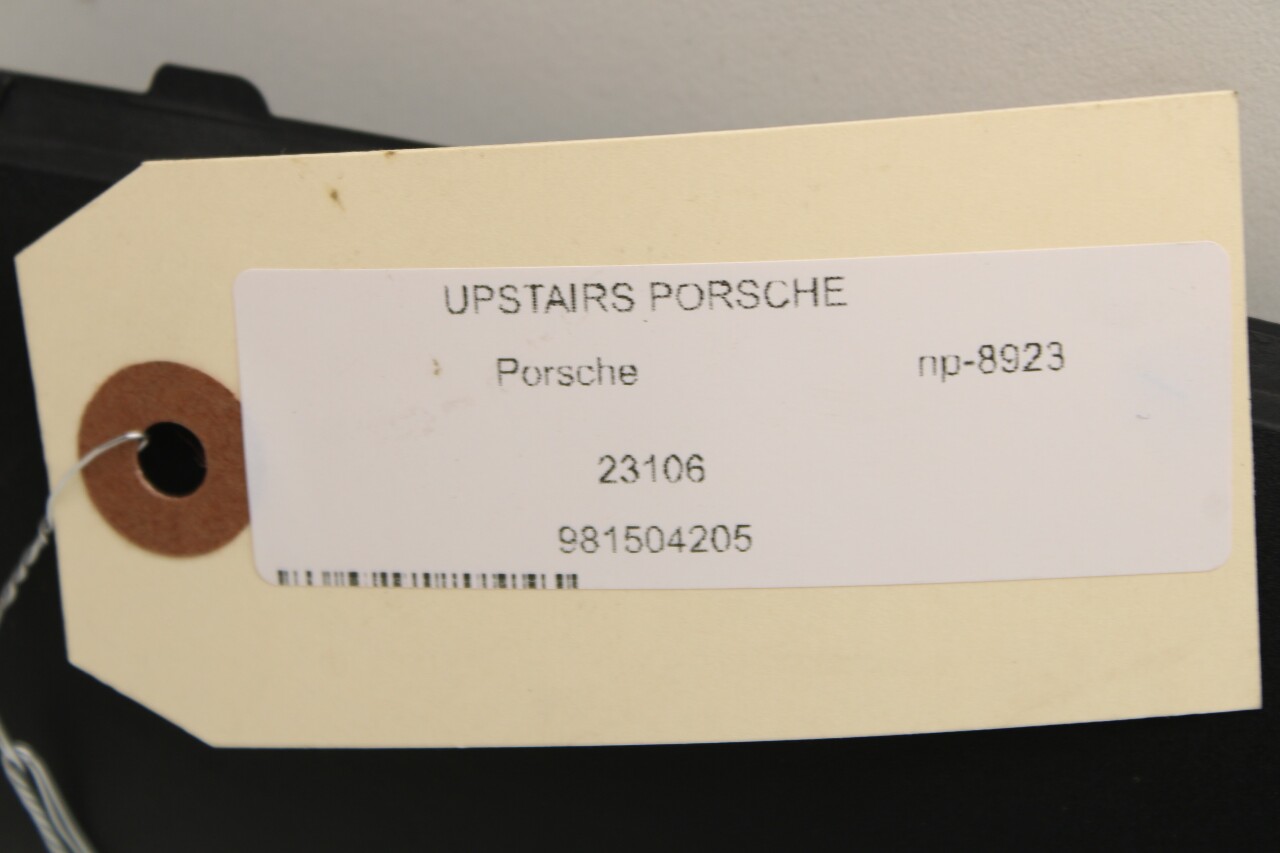 UPSTAIRS PORSCHE
Porsche np-8923
23106
981504205